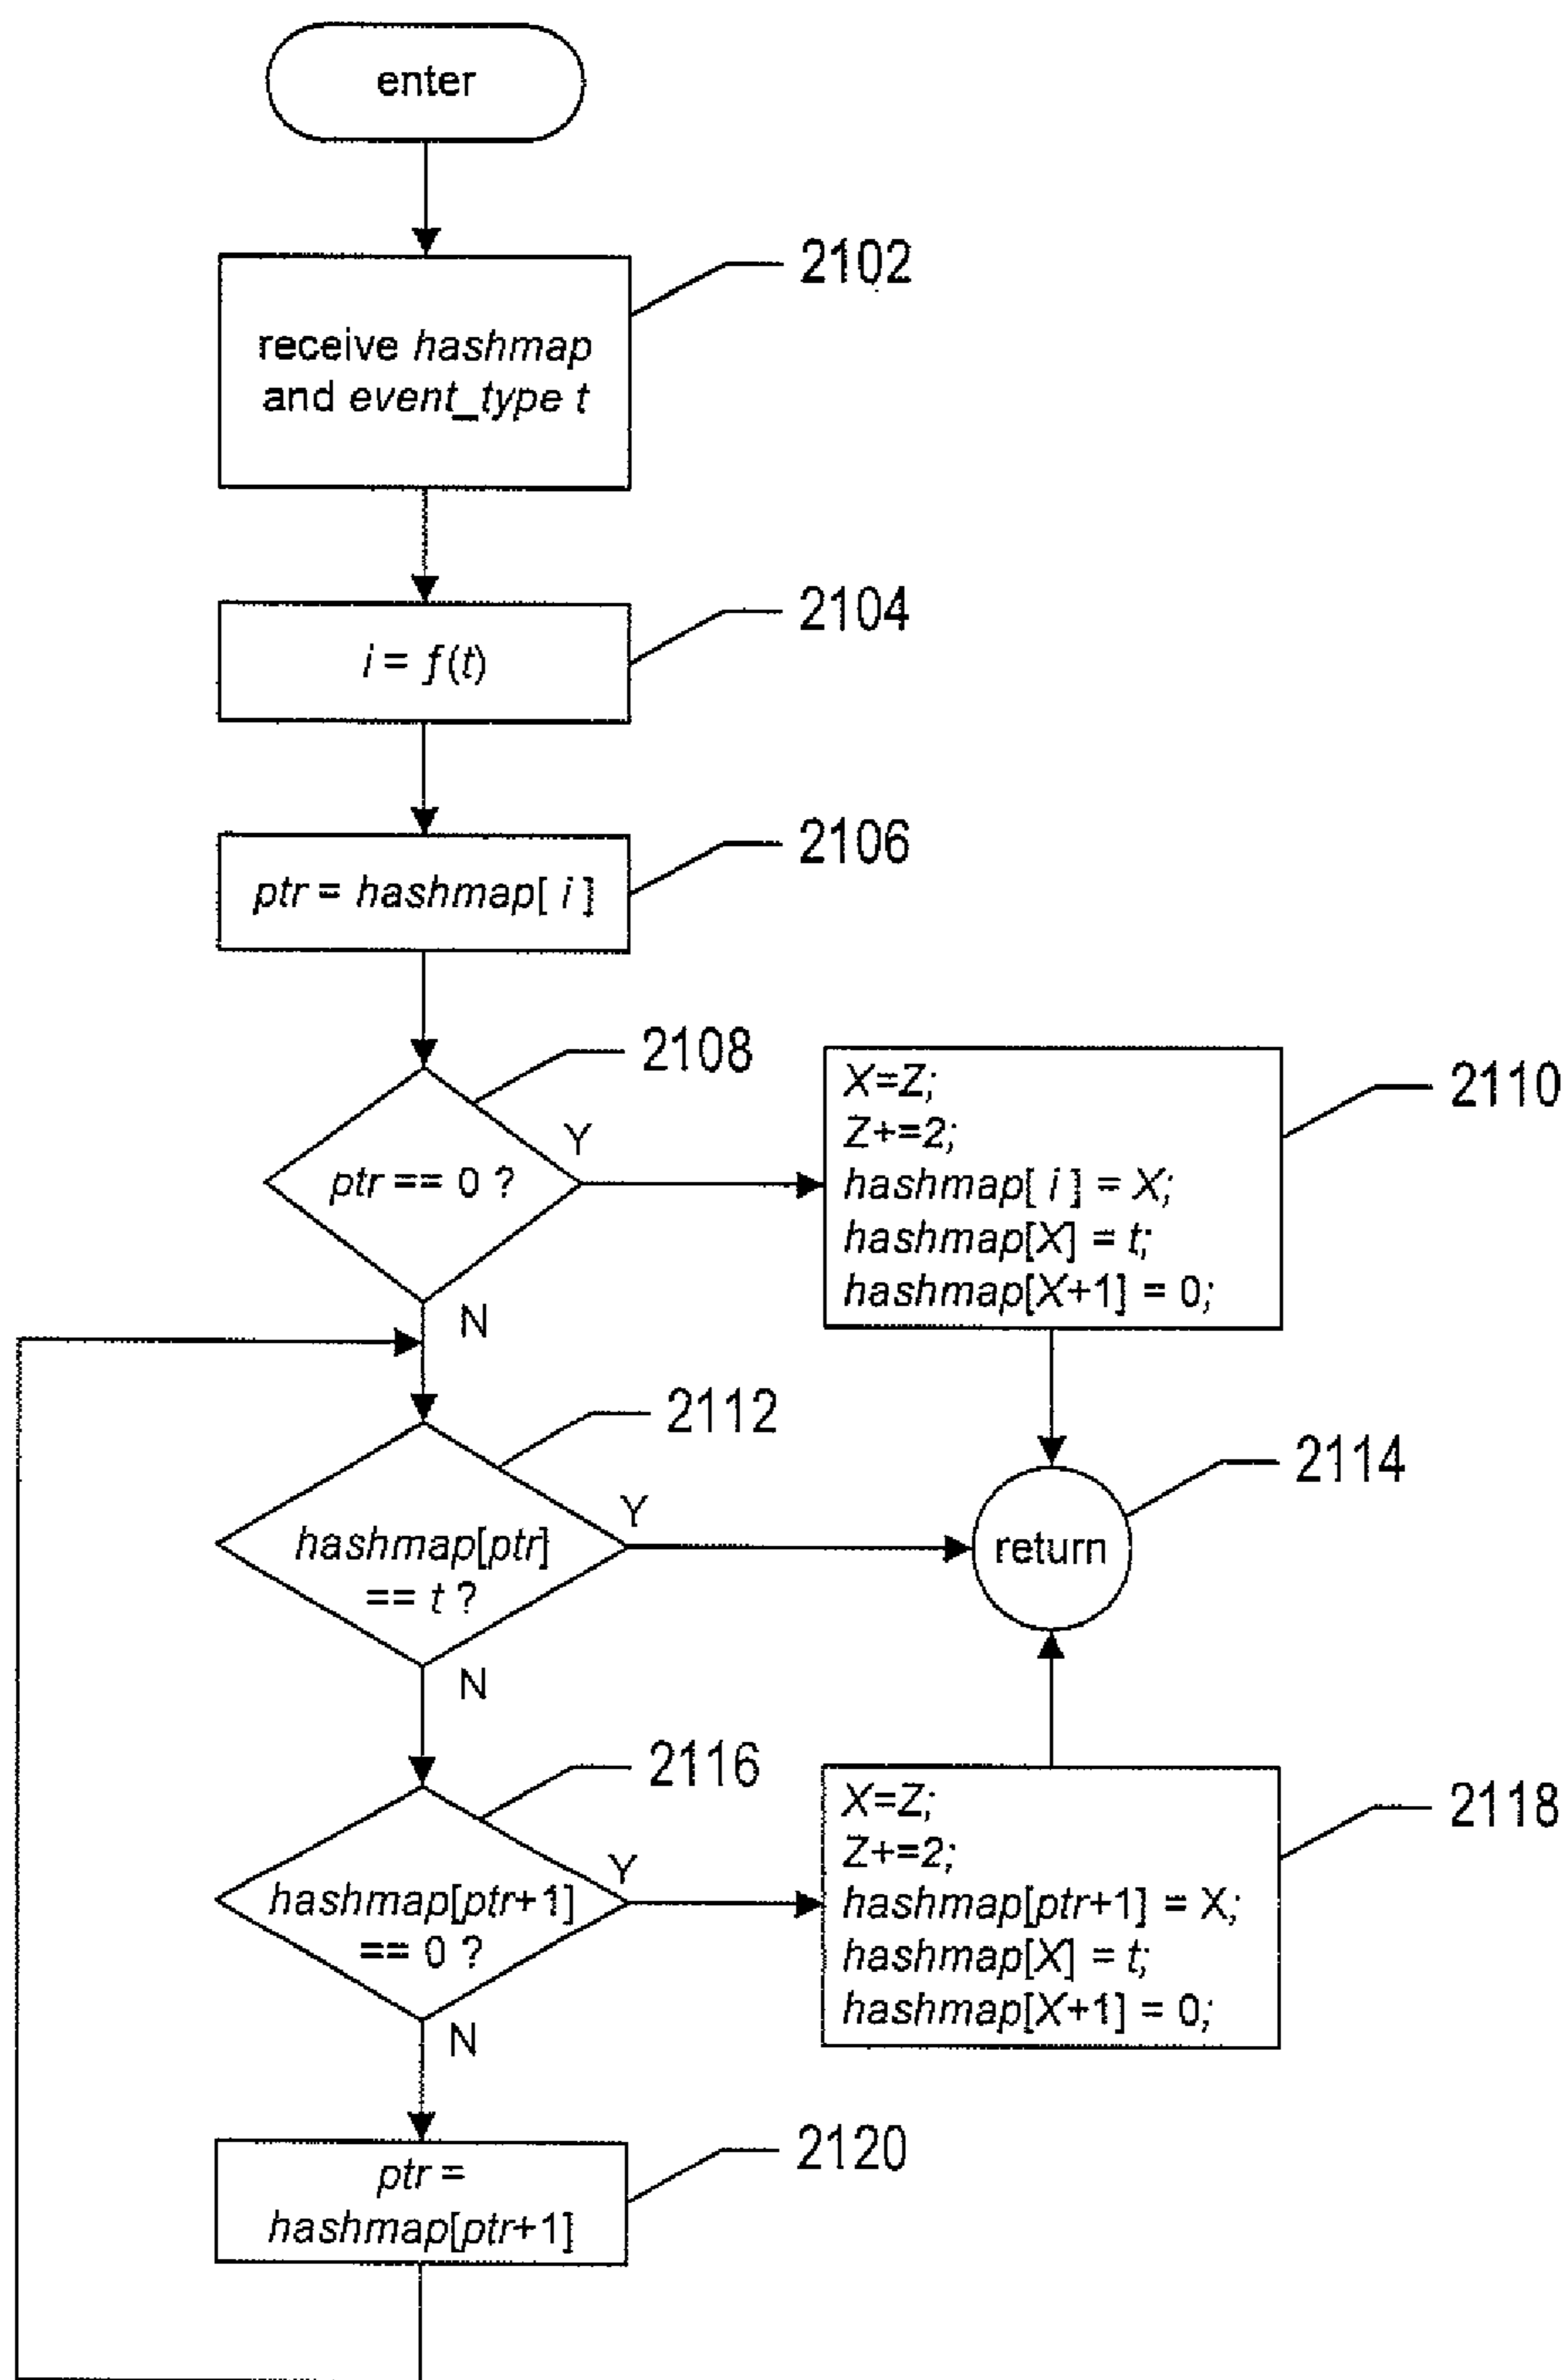 enter
2102
receive hashmap
and event_type t
2104
i = f(t)
2106
ptr = hashmap[ i ]
2108
ptr == 0 ?
Y
N
2110
X=Z;
Z+=2;
hashmap[ i ] = X;
hashmap[X] = t;
hashmap[X+1] = 0;
2112
hashmap[ptr]
== t ?
Y
N
2114
return
2116
hashmap[ptr+1]
== 0 ?
Y
N
2118
X=Z;
Z+=2;
hashmap[ptr+1] = X;
hashmap[X] = t;
hashmap[X+1] = 0;
2120
ptr =
hashmap[ptr+1]